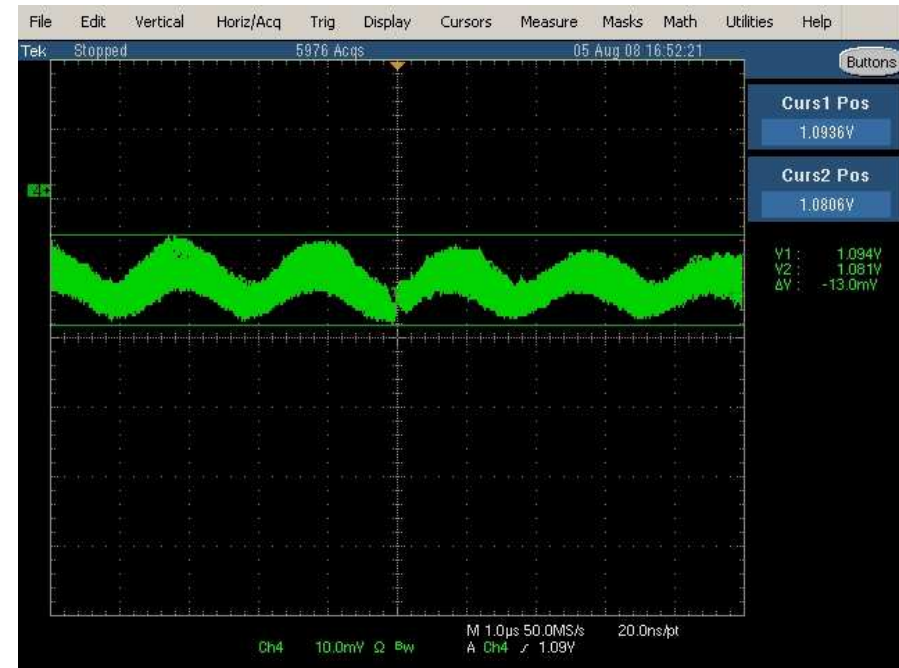 File Edit Vertical Horiz/Acq Trig Display Cursors Measure Masks Math Utilities Help
Tek Stopped 5976 Acqs 05 Aug 08 16:52:21
Buttons
Curs1 Pos
1.0936V
Curs2 Pos
1.0806V
V1 : 1.094V
V2 : 1.081V
ΔV : -13.0mV
M 1.0µs 50.0MS/s 20.0ns/pt
Ch4 10.0mV Ω Bw A Ch4 1.09V